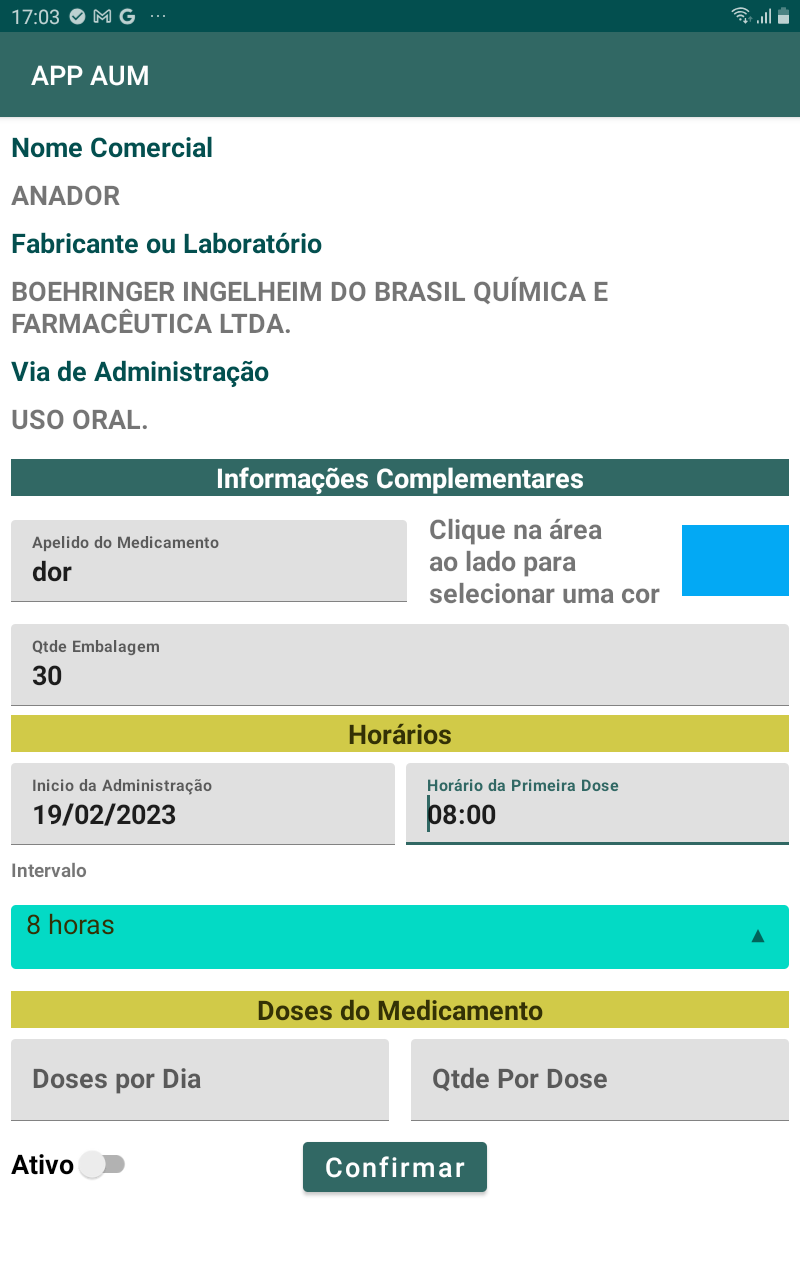 17:03
APP AUM
Nome Comercial
ANADOR
Fabricante ou Laboratório
BOEHRINGER INGELHEIM DO BRASIL QUÍMICA E
FARMACÊUTICA LTDA.
Via de Administração
USO ORAL.
Informações Complementares
Apelido do Medicamento
dor
Clique na área
ao lado para
selecionar uma cor
Qtde Embalagem
30
Horários
Inicio da Administração
19/02/2023
Horário da Primeira Dose
08:00
Intervalo
8 horas
Doses do Medicamento
Doses por Dia
Qtde Por Dose
Ativo
Confirmar